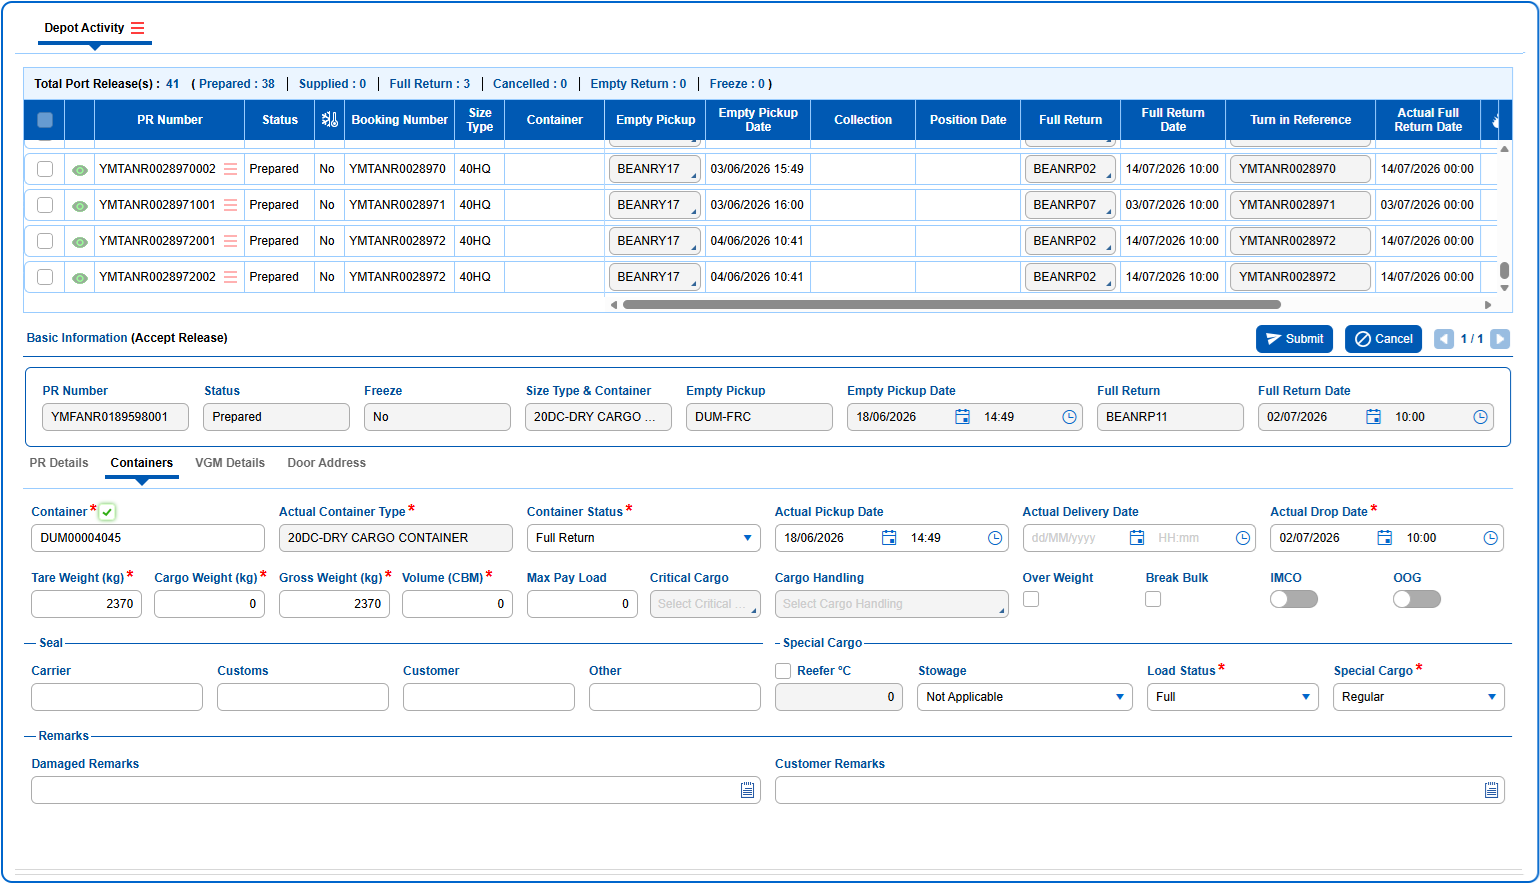 Depot Activity
Total Port Release(s) : 41 ( Prepared : 38 | Supplied : 0 | Full Return : 3 | Cancelled : 0 | Empty Return : 0 | Freeze : 0 )
PR Number Status Booking Number Size Type Container Empty Pickup Empty Pickup Date Collection Position Date Full Return Full Return Date Turn in Reference Actual Full Return Date
YMTANR0028970002 Prepared No YMTANR0028970 40HQ BEANRY17 03/06/2026 15:49 BEANRP02 14/07/2026 10:00 YMTANR0028970 14/07/2026 00:00
YMTANR0028971001 Prepared No YMTANR0028971 40HQ BEANRY17 03/06/2026 16:00 BEANRP07 03/07/2026 10:00 YMTANR0028971 03/07/2026 00:00
YMTANR0028972001 Prepared No YMTANR0028972 40HQ BEANRY17 04/06/2026 10:41 BEANRP02 14/07/2026 10:00 YMTANR0028972 14/07/2026 00:00
YMTANR0028972002 Prepared No YMTANR0028972 40HQ BEANRY17 04/06/2026 10:41 BEANRP02 14/07/2026 10:00 YMTANR0028972 14/07/2026 00:00
Basic Information (Accept Release) Submit Cancel 1 / 1
PR Number Status Freeze Size Type & Container Empty Pickup Empty Pickup Date Full Return Full Return Date
YMFANR0189598001 Prepared No 20DC-DRY CARGO ... DUM-FRC 18/06/2026 14:49 BEANRP11 02/07/2026 10:00
PR Details Containers VGM Details Door Address
Container * Actual Container Type * Container Status * Actual Pickup Date Actual Delivery Date Actual Drop Date *
DUM00004045 20DC-DRY CARGO CONTAINER Full Return 18/06/2026 14:49 dd/MM/yyyy HH:mm 02/07/2026 10:00
Tare Weight (kg) * Cargo Weight (kg) * Gross Weight (kg) * Volume (CBM) * Max Pay Load Critical Cargo Cargo Handling Over Weight Break Bulk IMCO OOG
2370 0 2370 0 0 Select Critical ... Select Cargo Handling
Seal Special Cargo
Carrier Customs Customer Other Reefer °C Stowage Load Status * Special Cargo *
0 Not Applicable Full Regular
Remarks
Damaged Remarks Customer Remarks